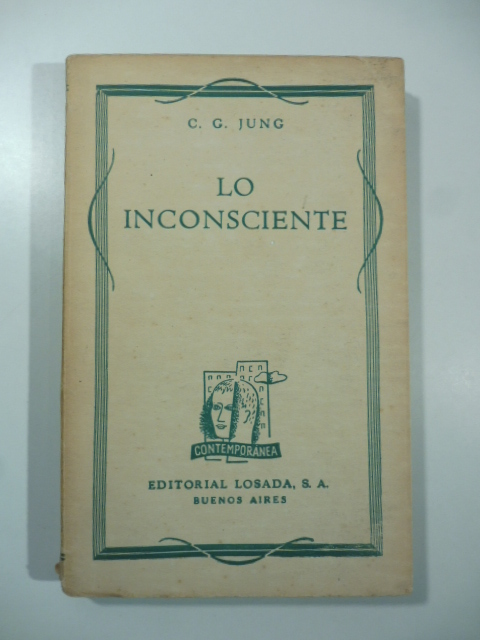 C. G. JUNG
LO
INCONSCIENTE
CONTEMPORANEA
EDITORIAL LOSADA, S. A.
BUENOS AIRES